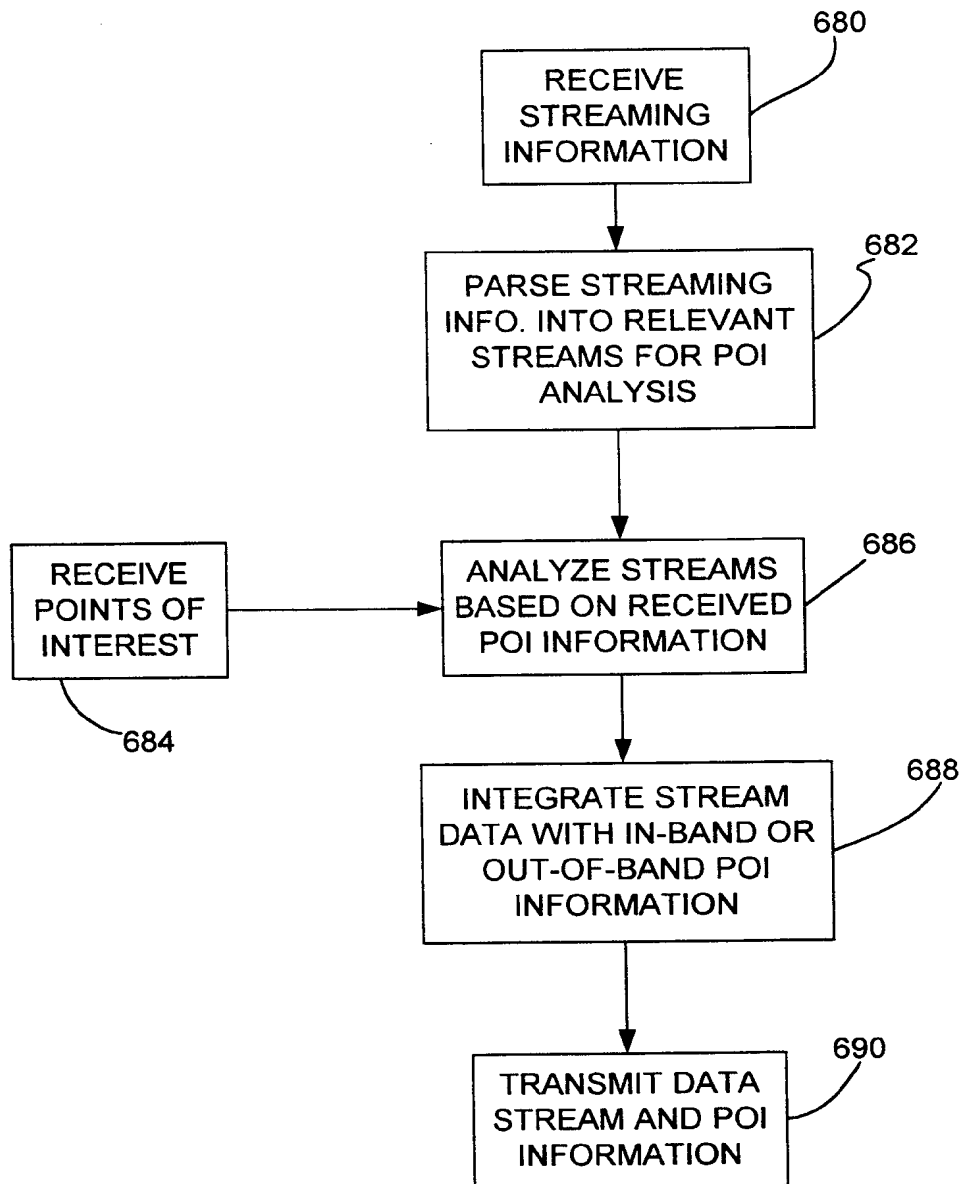 680
RECEIVE
STREAMING
INFORMATION
682
PARSE STREAMING
INFO. INTO RELEVANT
STREAMS FOR POI
ANALYSIS
RECEIVE
POINTS OF
INTEREST
684
686
ANALYZE STREAMS
BASED ON RECEIVED
POI INFORMATION
688
INTEGRATE STREAM
DATA WITH IN-BAND OR
OUT-OF-BAND POI
INFORMATION
690
TRANSMIT DATA
STREAM AND POI
INFORMATION